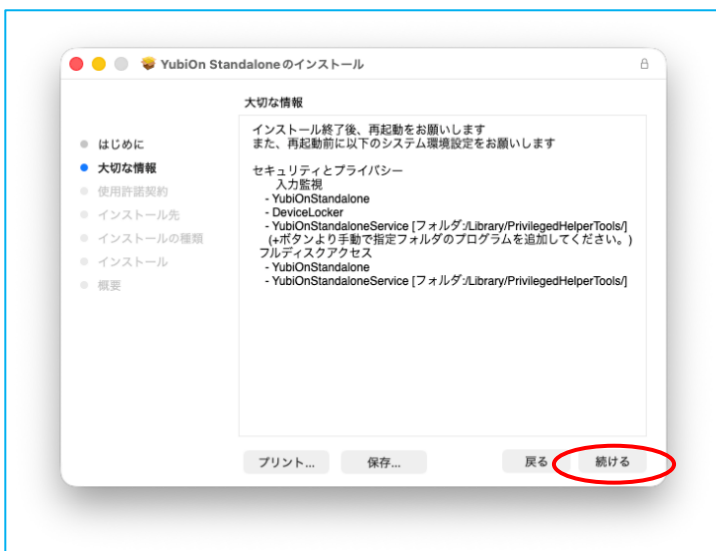 YubiOn Standaloneのインストール
大切な情報
はじめに
大切な情報
使用許諾契約
インストール先
インストールの種類
インストール
概要
インストール終了後、再起動をお願いします
また、再起動前に以下のシステム環境設定をお願いします
セキュリティとプライバシー
入力監視
- YubiOnStandalone
- DeviceLocker
- YubiOnStandaloneService [フォルダ:/Library/PrivilegedHelperTools/]
(+ボタンより手動で指定フォルダのプログラムを追加してください。)
フルディスクアクセス
- YubiOnStandalone
- YubiOnStandaloneService [フォルダ:/Library/PrivilegedHelperTools/]
プリント...
保存...
戻る
続ける